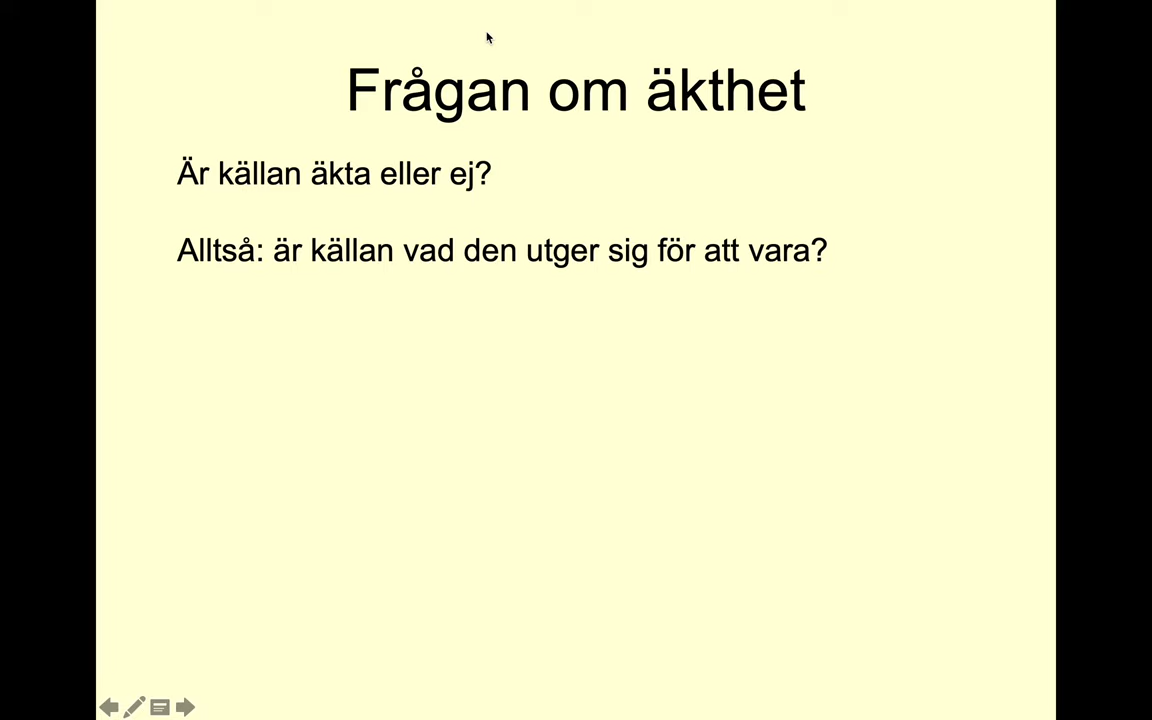 Frågan om äkthet
Är källan äkta eller ej?
Alltså: är källan vad den utger sig för att vara?